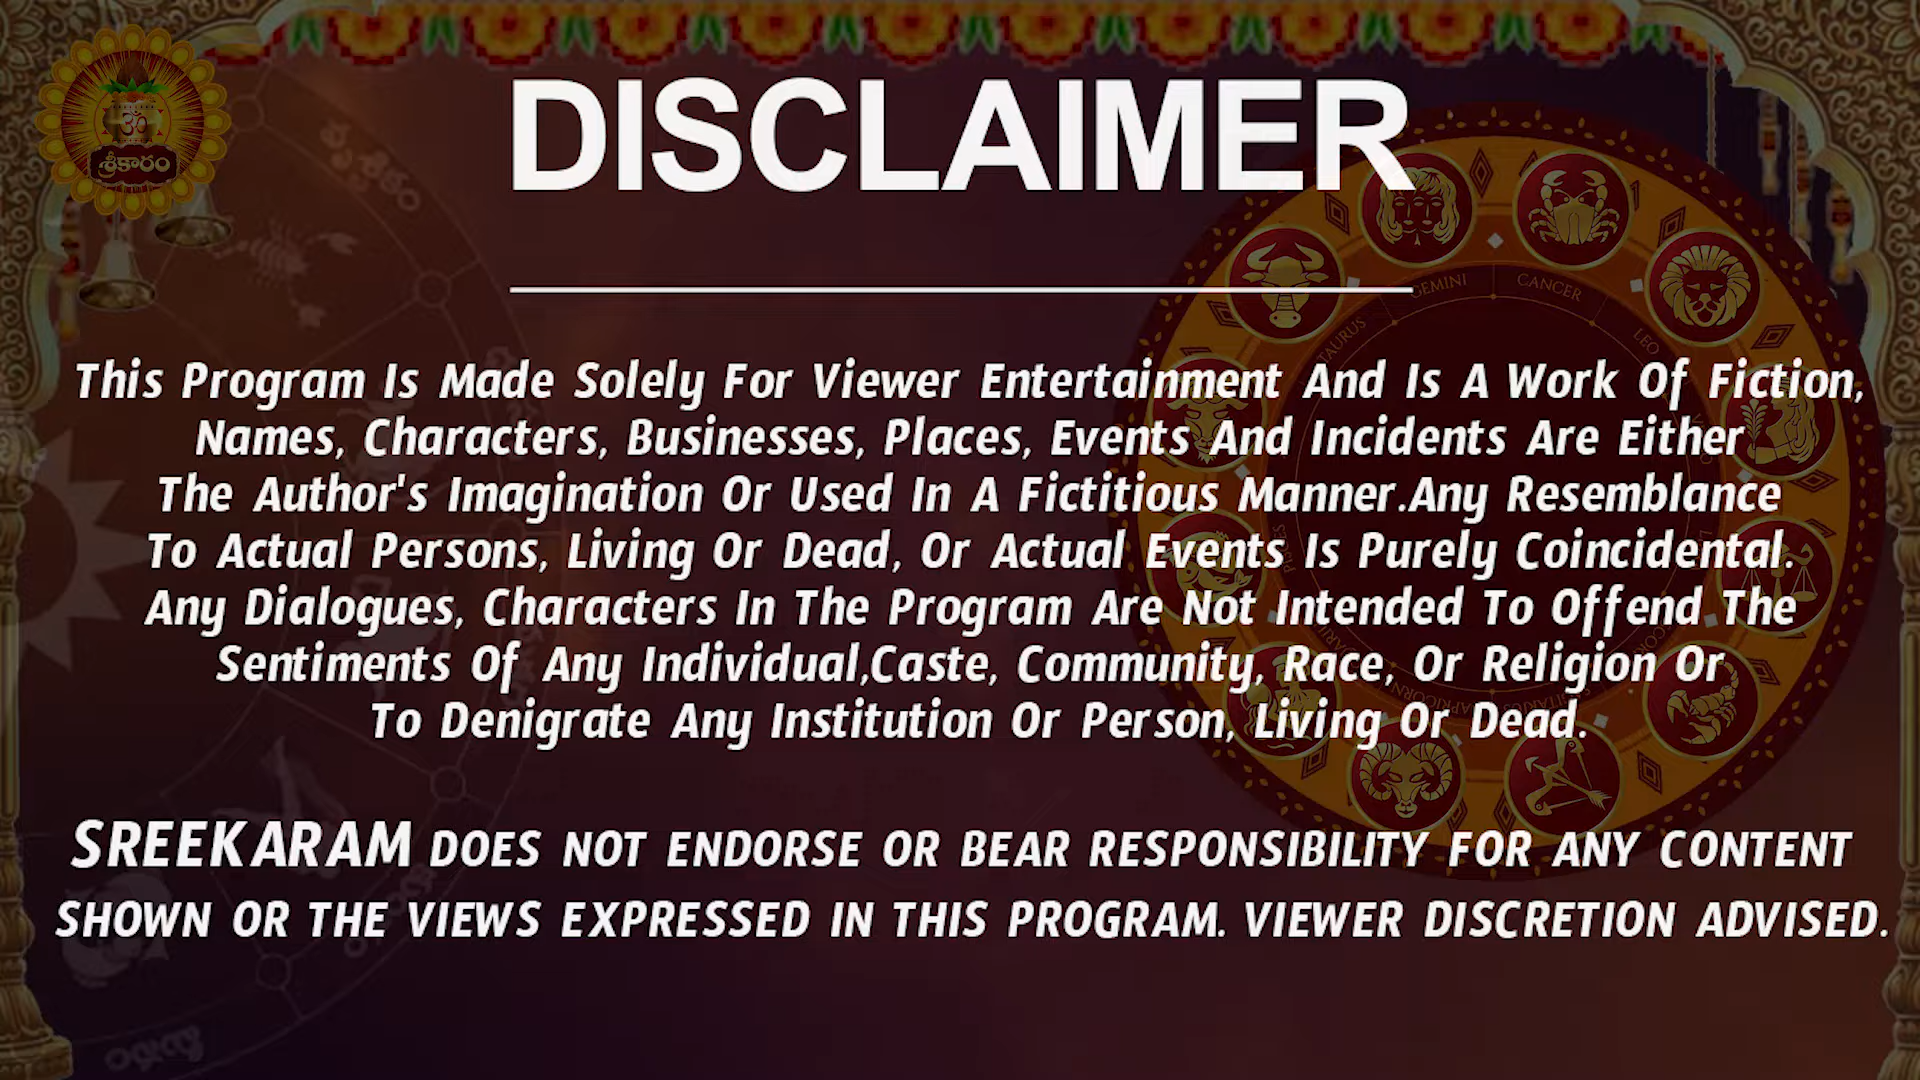 శ్రీకారం
DISCLAIMER
GEMINI
CANCER
TAURUS
LEO
This Program Is Made Solely For Viewer Entertainment And Is A Work Of Fiction,
Names, Characters, Businesses, Places, Events And Incidents Are Either
The Author's Imagination Or Used In A Fictitious Manner.Any Resemblance
To Actual Persons, Living Or Dead, Or Actual Events Is Purely Coincidental.
Any Dialogues, Characters In The Program Are Not Intended To Offend The
Sentiments Of Any Individual,Caste, Community, Race, Or Religion Or
To Denigrate Any Institution Or Person, Living Or Dead.
SREEKARAM DOES NOT ENDORSE OR BEAR RESPONSIBILITY FOR ANY CONTENT
SHOWN OR THE VIEWS EXPRESSED IN THIS PROGRAM. VIEWER DISCRETION ADVISED.